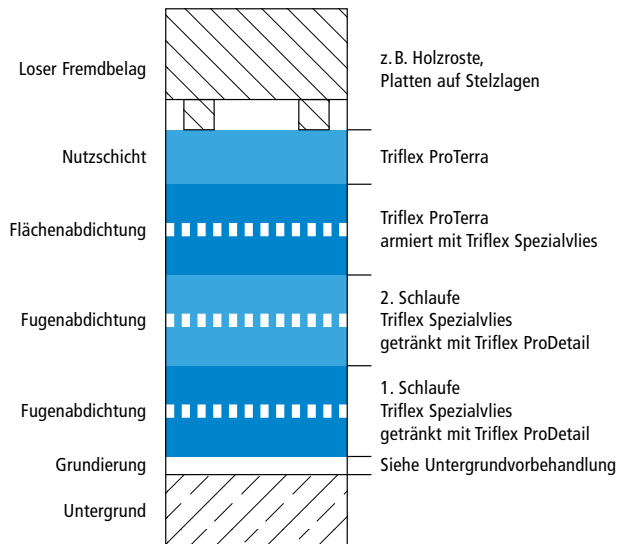 Loser Fremdbelag
z. B. Holzroste,
Platten auf Stelzlagen
Nutzschicht
Triflex ProTerra
Flächenabdichtung
Triflex ProTerra
armiert mit Triflex Spezialvlies
Fugenabdichtung
2. Schlaufe
Triflex Spezialvlies
getränkt mit Triflex ProDetail
Fugenabdichtung
1. Schlaufe
Triflex Spezialvlies
getränkt mit Triflex ProDetail
Grundierung
Siehe Untergrundvorbehandlung
Untergrund